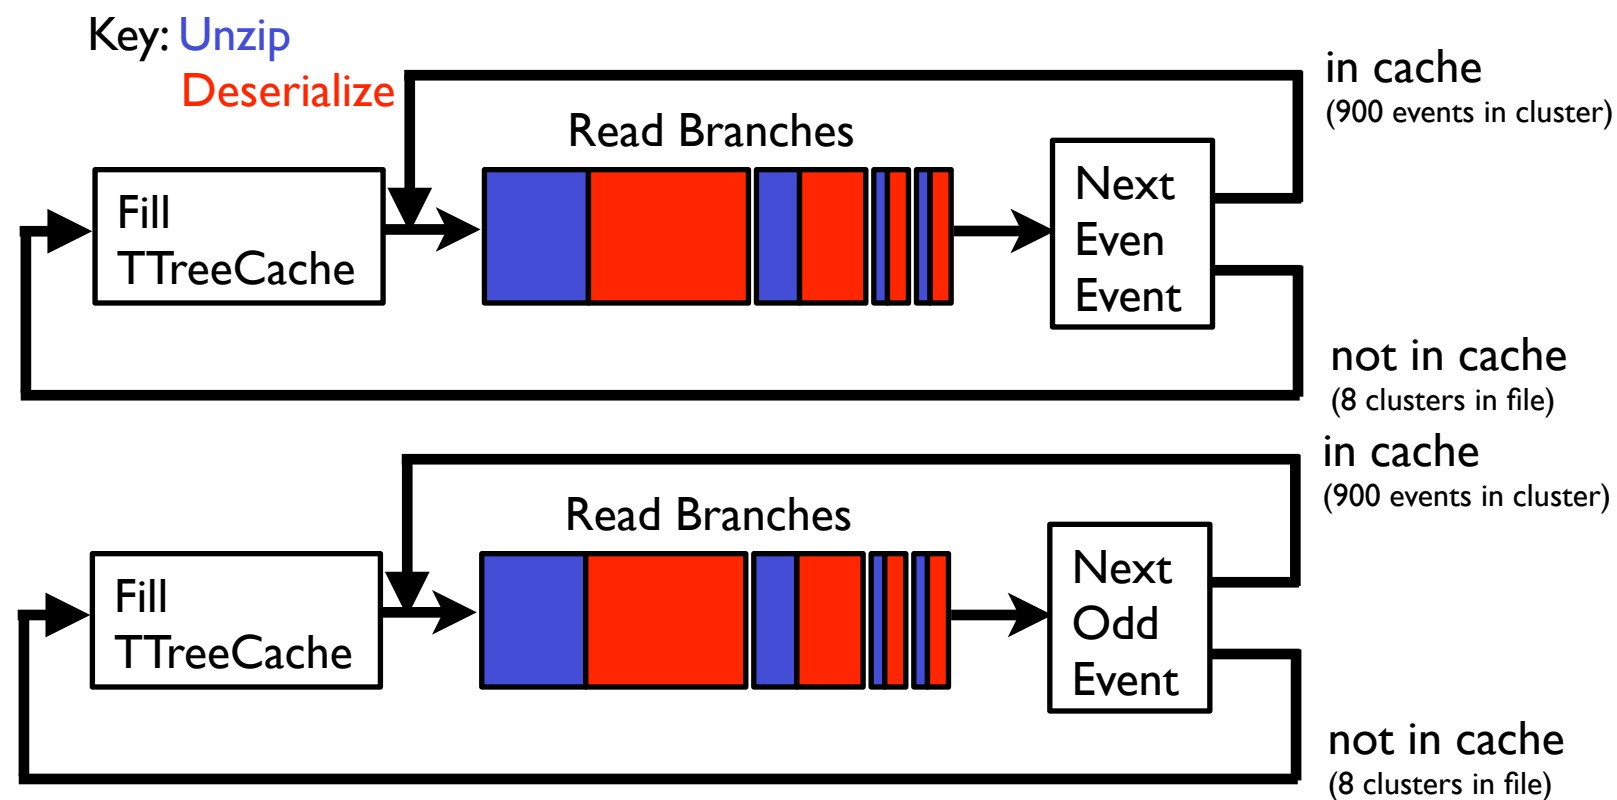 Key: Unzip
Deserialize
in cache
(900 events in cluster)
Read Branches
Fill
TTreeCache
Next
Even
Event
not in cache
(8 clusters in file)
in cache
(900 events in cluster)
Read Branches
Fill
TTreeCache
Next
Odd
Event
not in cache
(8 clusters in file)